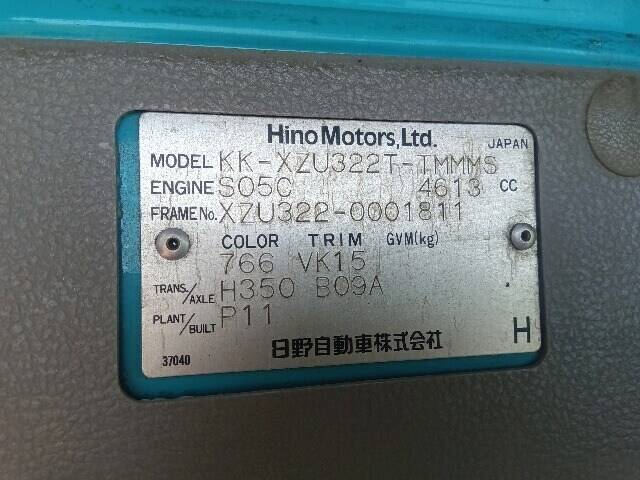 Hino Motors, Ltd.
JAPAN
MODEL KK-XZU322T-TMMMS
ENGINE S05C 4613 CC
FRAME No. XZU322-0001811
COLOR TRIM GVM(kg)
766 VK15
TRANS./AXLE H350 B09A
PLANT/BUILT P11
日野自動車株式会社 H
37040